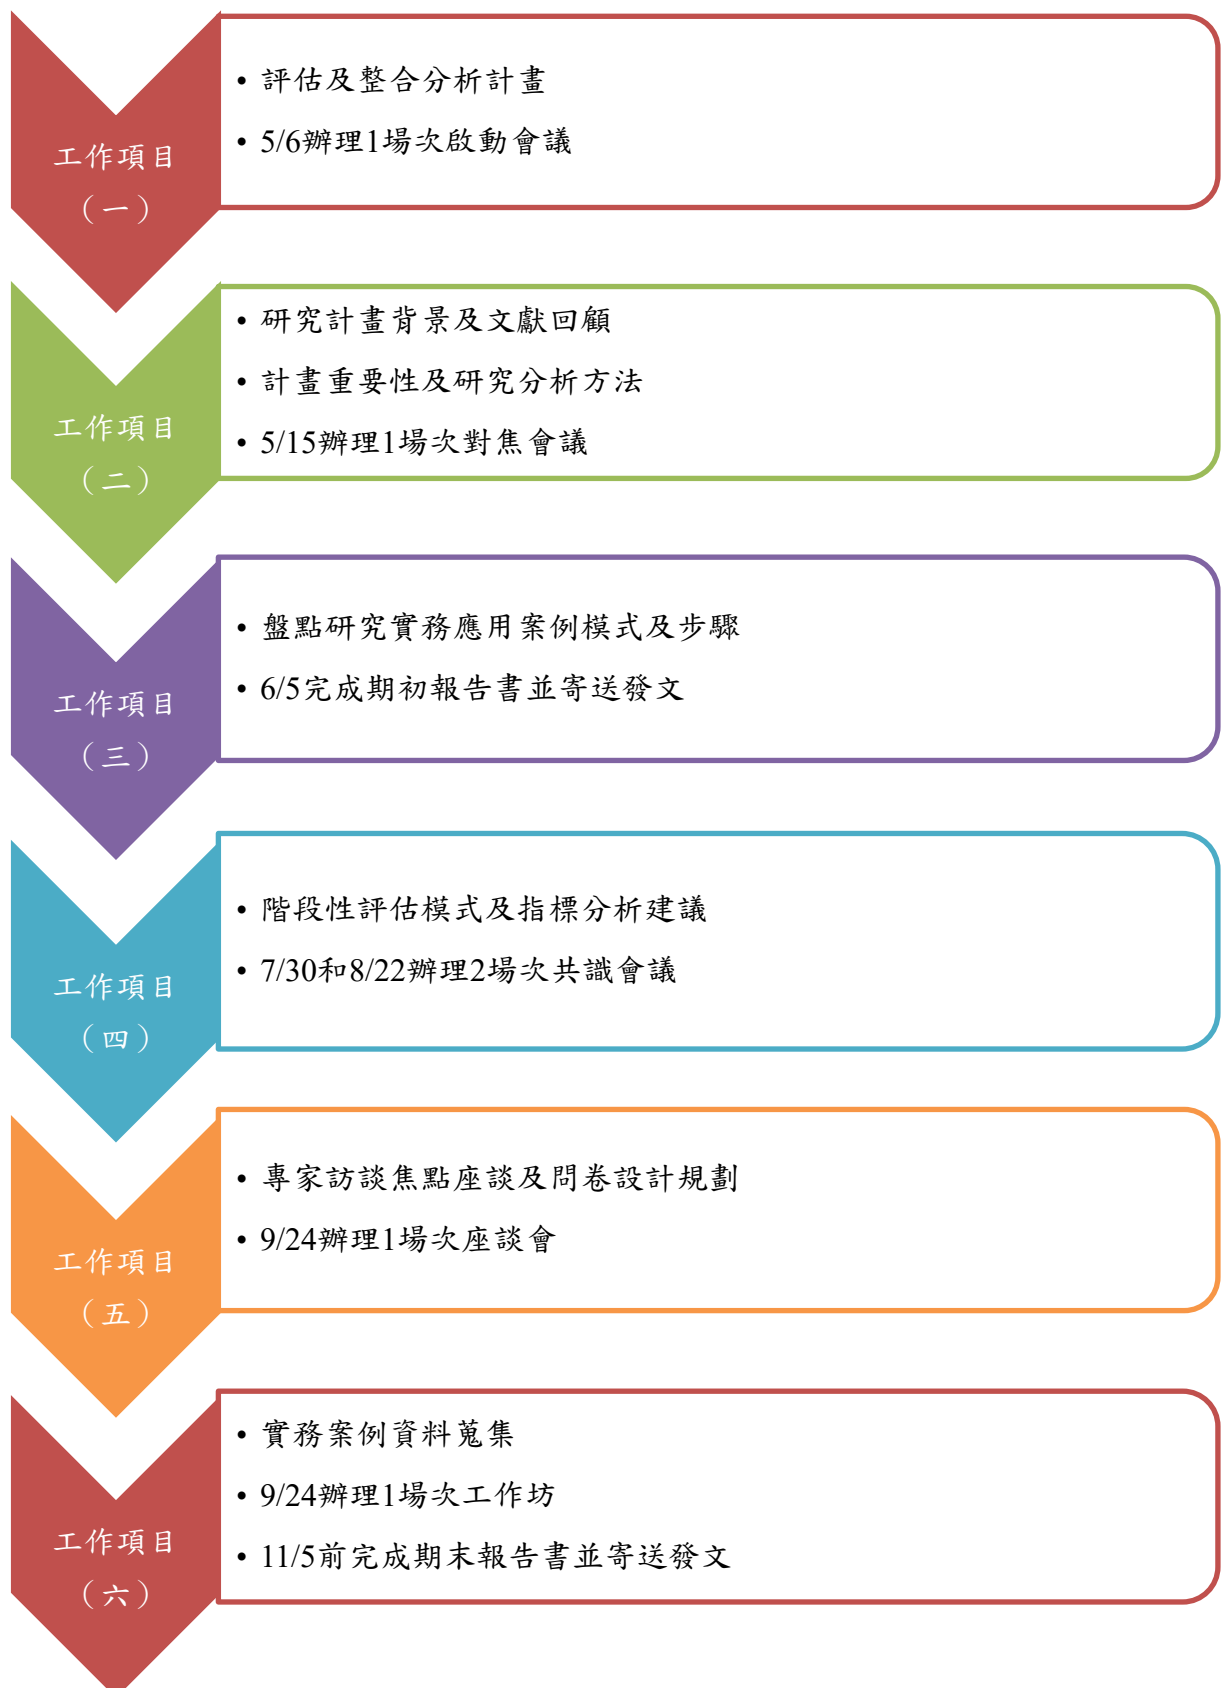 工作項目
（一）
• 評估及整合分析計畫
• 5/6辦理1場次啟動會議
工作項目
（二）
• 研究計畫背景及文獻回顧
• 計畫重要性及研究分析方法
• 5/15辦理1場次對焦會議
工作項目
（三）
• 盤點研究實務應用案例模式及步驟
• 6/5完成期初報告書並寄送發文
工作項目
（四）
• 階段性評估模式及指標分析建議
• 7/30和8/22辦理2場次共識會議
工作項目
（五）
• 專家訪談焦點座談及問卷設計規劃
• 9/24辦理1場次座談會
工作項目
（六）
• 實務案例資料蒐集
• 9/24辦理1場次工作坊
• 11/5前完成期末報告書並寄送發文